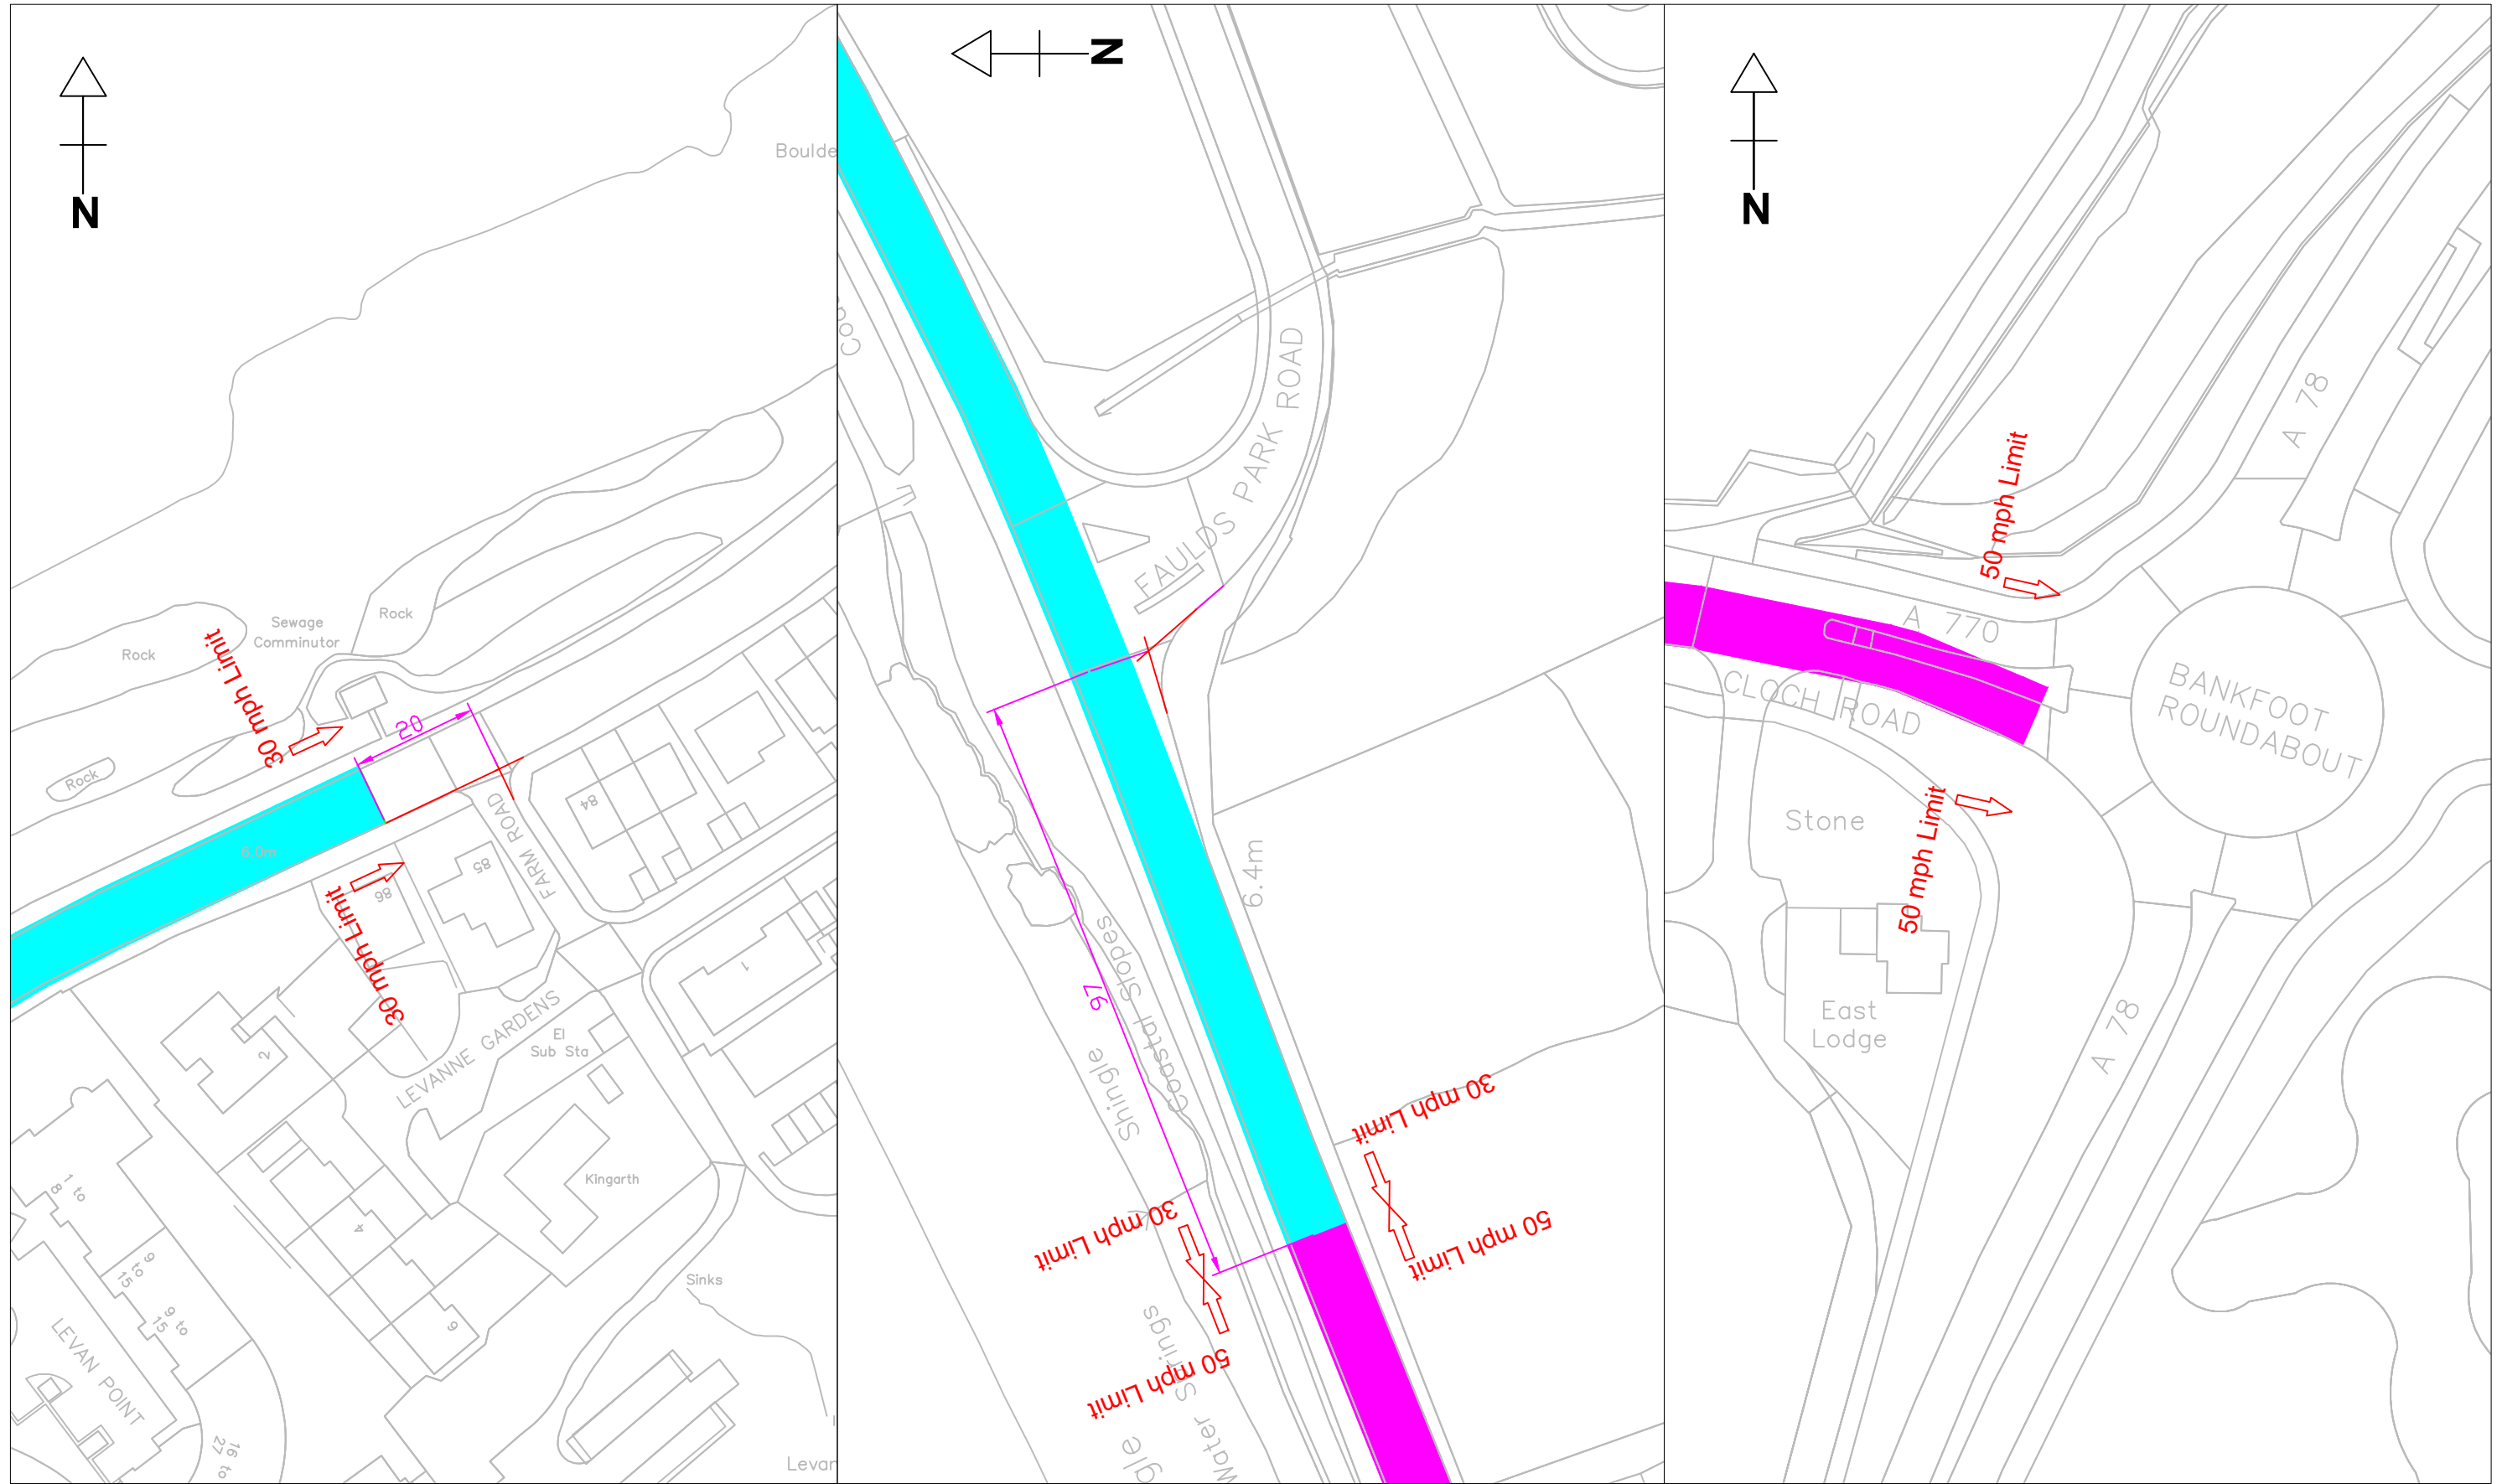 N
Boulde
Rock
Sewage
Comminutor
Rock
30 mph Limit
Rock
20
6.0m
84
FARM ROAD
85
86
30 mph Limit
1
LEVANNE GARDENS
El
Sub Sta
2
Kingarth
1 to
8
4
9 to
15
9 to
15
6
Sinks
LEVAN POINT
16 to
27
Levan
N
Coa
FAULDS PARK ROAD
6.4m
97
Coastal Slopes
Shingle
30 mph Limit
30 mph Limit
50 mph Limit
50 mph Limit
Water Springs
gle
N
A 78
50 mph Limit
A 770
CLOCH ROAD
BANKFOOT
ROUNDABOUT
Stone
50 mph Limit
East
Lodge
A 78